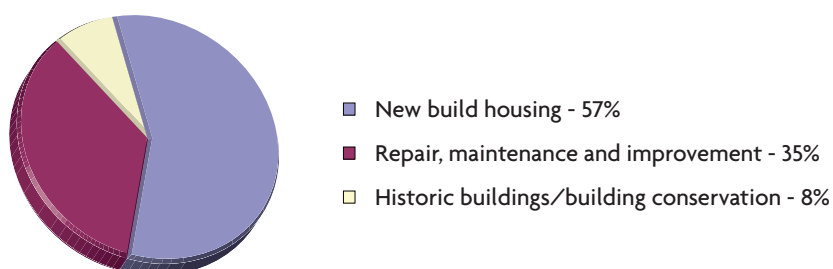 New build housing - 57%
Repair, maintenance and improvement - 35%
Historic buildings/building conservation - 8%